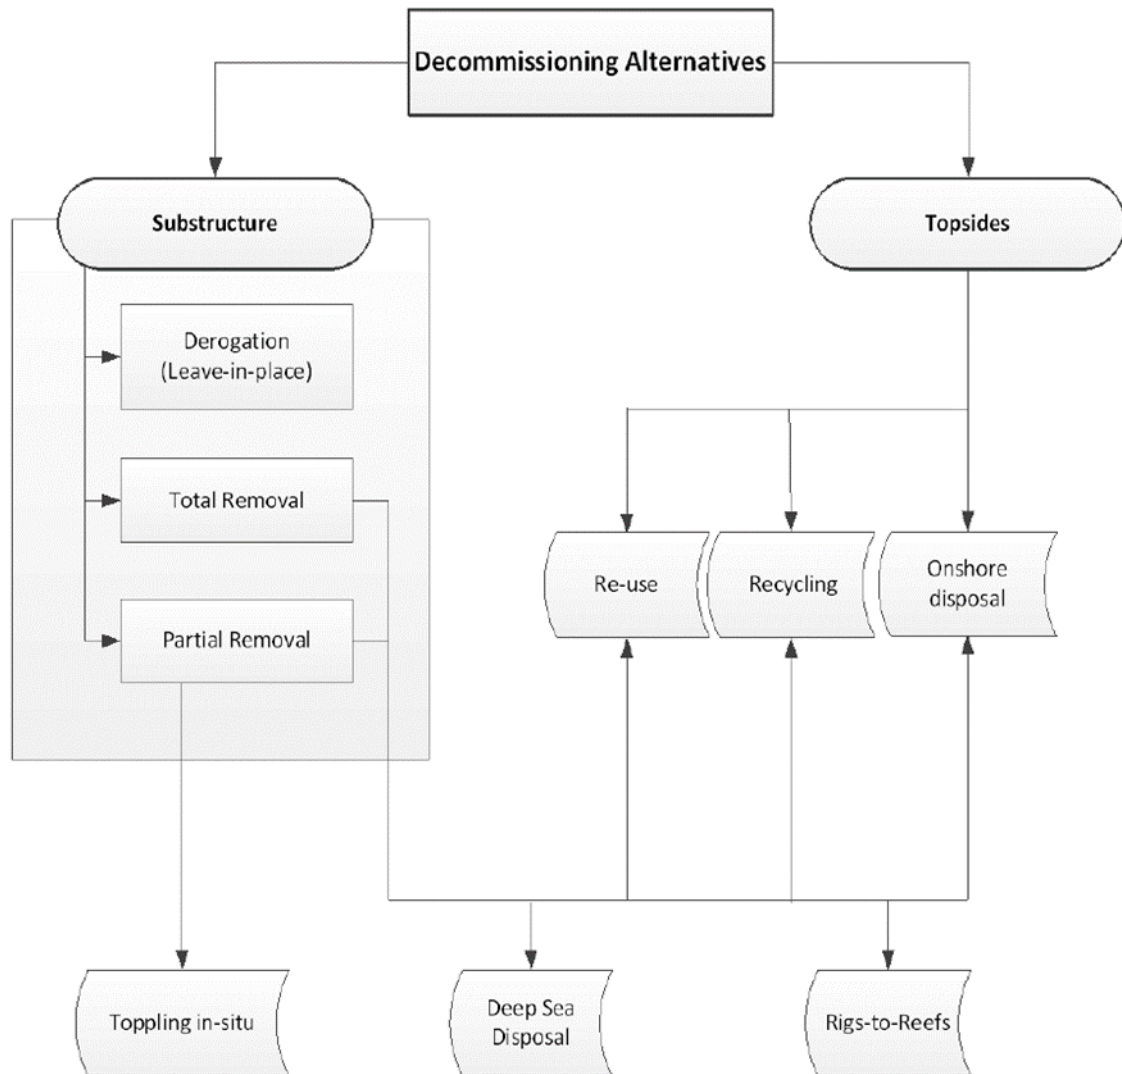 Decommissioning Alternatives
Substructure
Topsides
Derogation
(Leave-in-place)
Total Removal
Partial Removal
Re-use
Recycling
Onshore
disposal
Toppling in-situ
Deep Sea
Disposal
Rigs-to-Reefs